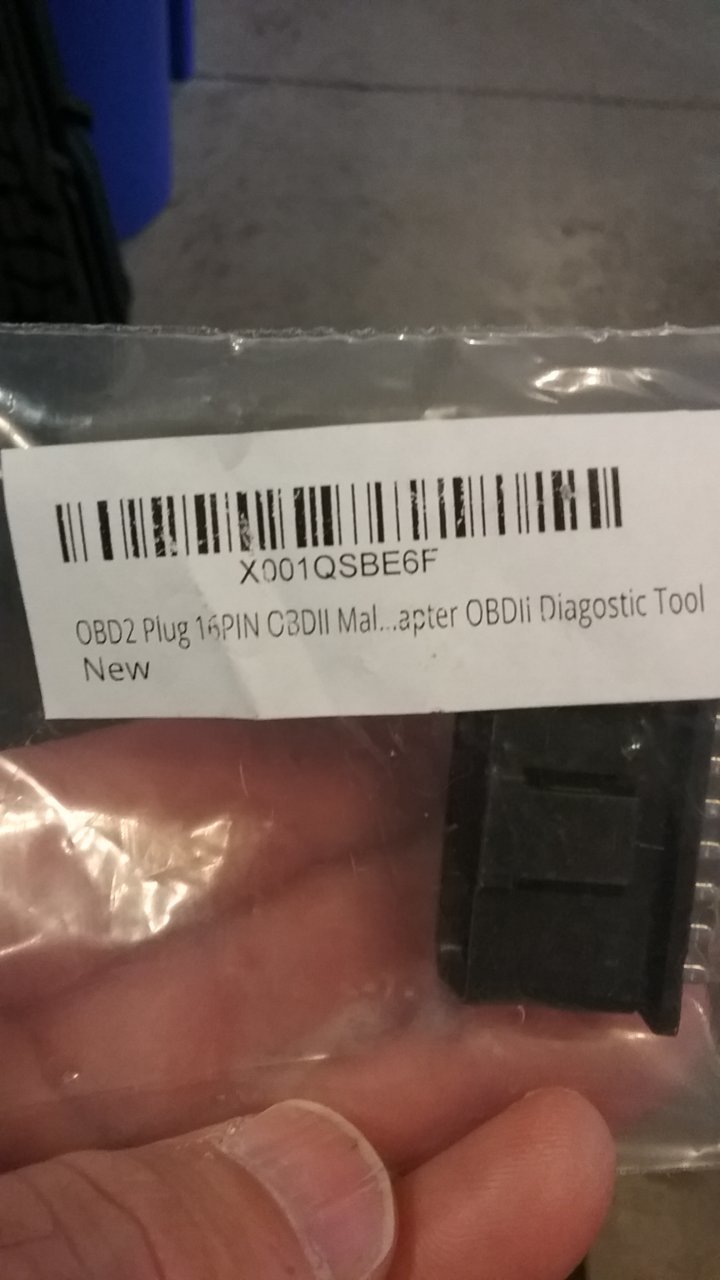 X001QSBE6F
OBD2 Plug 16PIN OBDII Mal...apter OBDIi Diagostic Tool
New